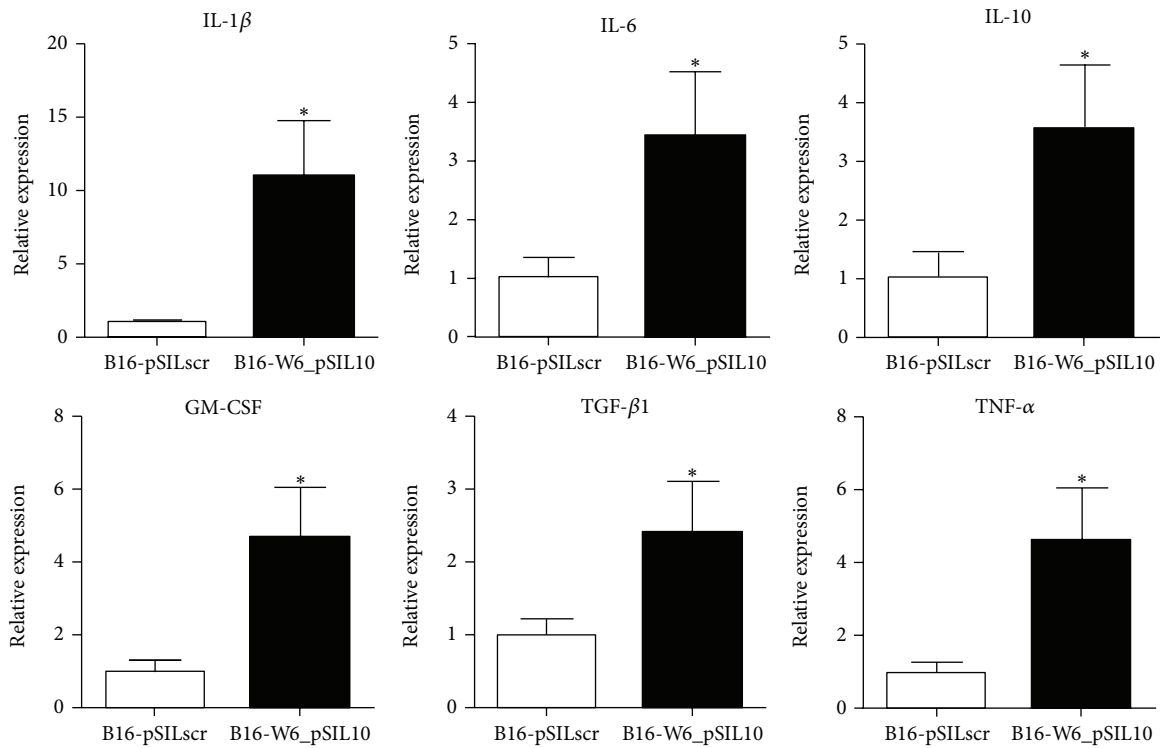 IL-1β
20
15
10
5
0
Relative expression
*
B16-pSILscr
B16-W6_pSIL10
IL-6
5
4
3
2
1
0
Relative expression
*
B16-pSILscr
B16-W6_pSIL10
IL-10
5
4
3
2
1
0
Relative expression
*
B16-pSILscr
B16-W6_pSIL10
GM-CSF
8
6
4
2
0
Relative expression
*
B16-pSILscr
B16-W6_pSIL10
TGF-β1
4
3
2
1
0
Relative expression
*
B16-pSILscr
B16-W6_pSIL10
TNF-α
8
6
4
2
0
Relative expression
*
B16-pSILscr
B16-W6_pSIL10